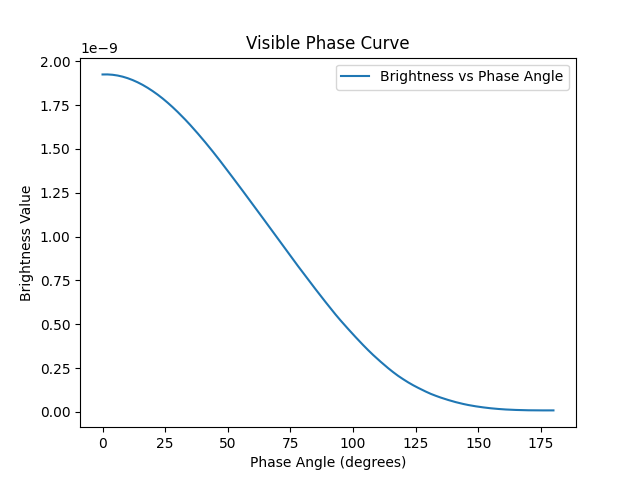 Visible Phase Curve
1e−9
Brightness vs Phase Angle
2.00
1.75
1.50
1.25
1.00
0.75
0.50
0.25
0.00
Brightness Value
0 25 50 75 100 125 150 175
Phase Angle (degrees)